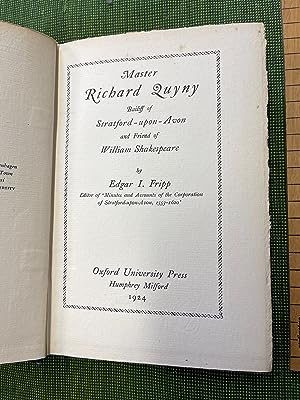 Master
Richard Quyny
Bailiff of
Stratford-upon-Avon
and Friend of
William Shakespeare
by
Edgar I. Fripp
Editor of "Minutes and Accounts of the Corporation
of Stratford-upon-Avon, 1553-1620"
Oxford University Press
Humphrey Milford
1924